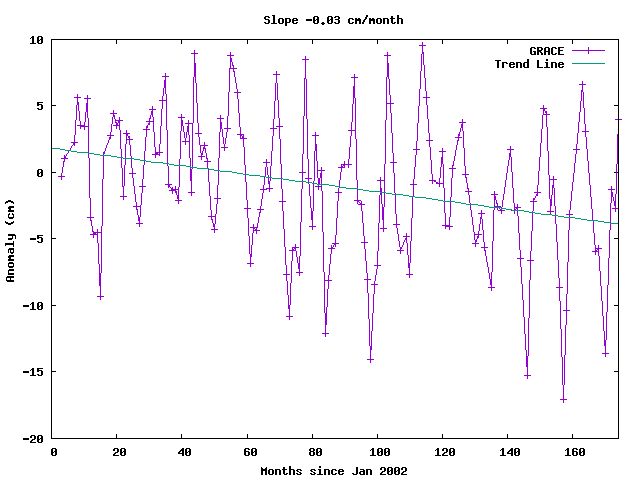 Slope -0.03 cm/month
GRACE
Trend Line
10
5
0
-5
-10
-15
-20
Anomaly (cm)
0 20 40 60 80 100 120 140 160
Months since Jan 2002